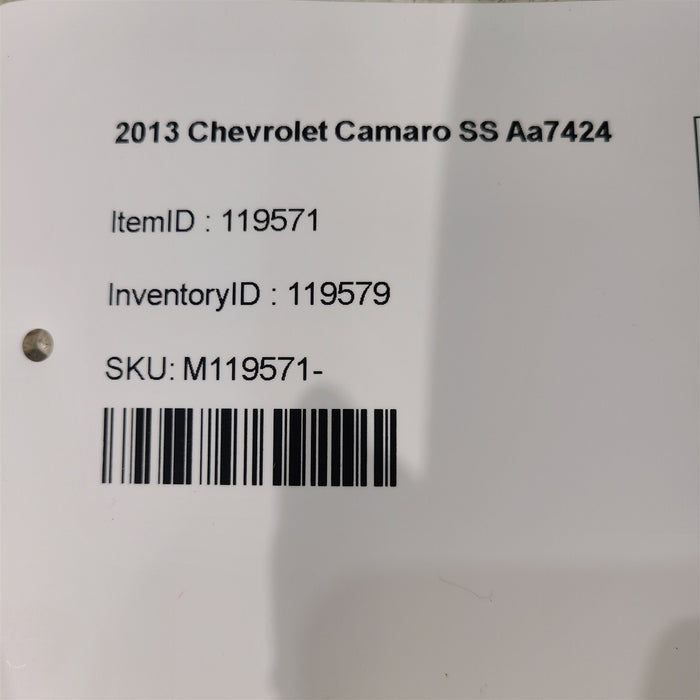 2013 Chevrolet Camaro SS Aa7424
ItemID : 119571
InventoryID : 119579
SKU: M119571-